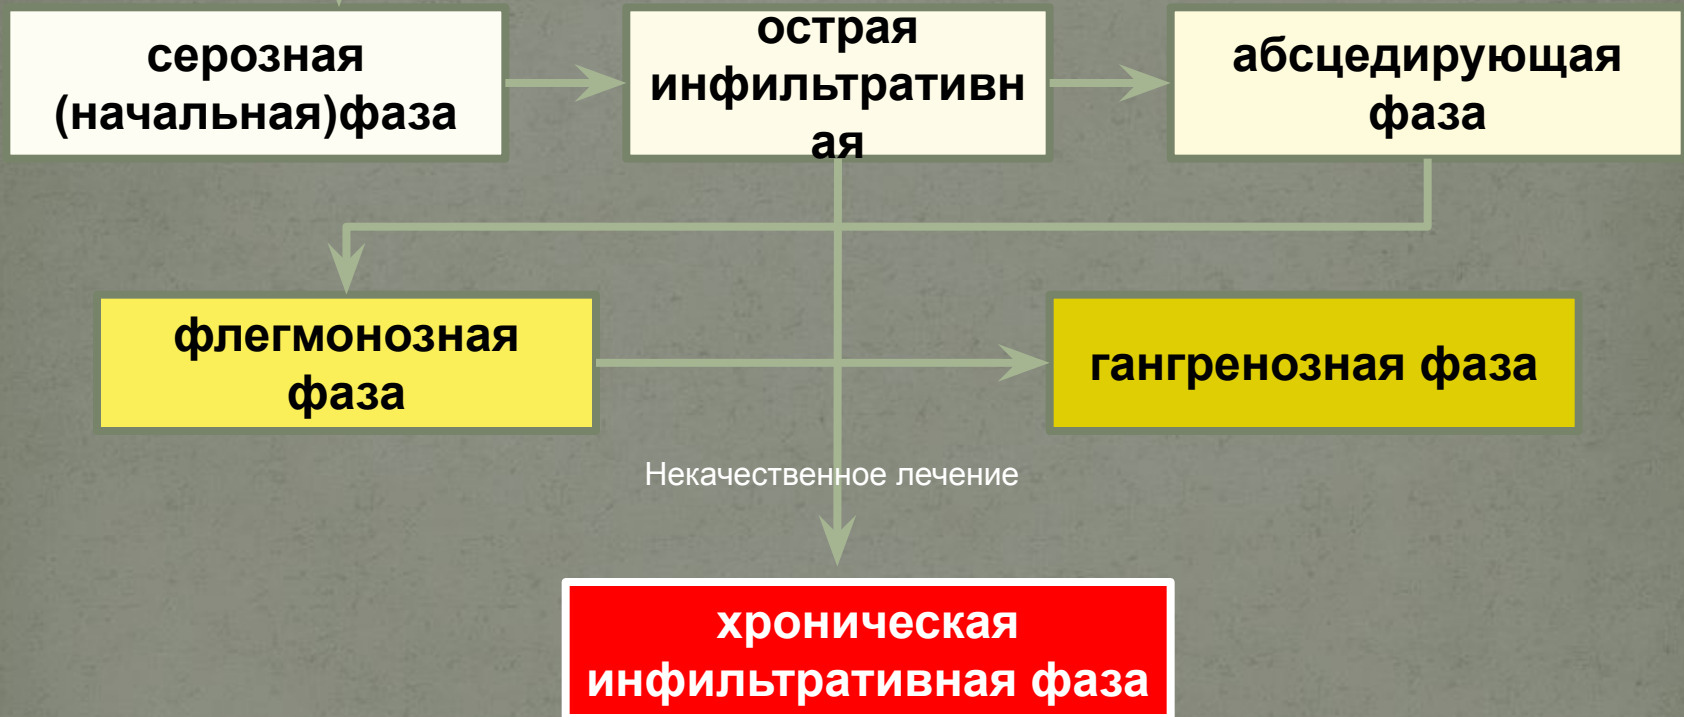 серозная
(начальная)фаза
острая
инфильтративн
ая
абсцедирующая
фаза
флегмонозная
фаза
гангренозная фаза
Некачественное лечение
хроническая
инфильтративная фаза